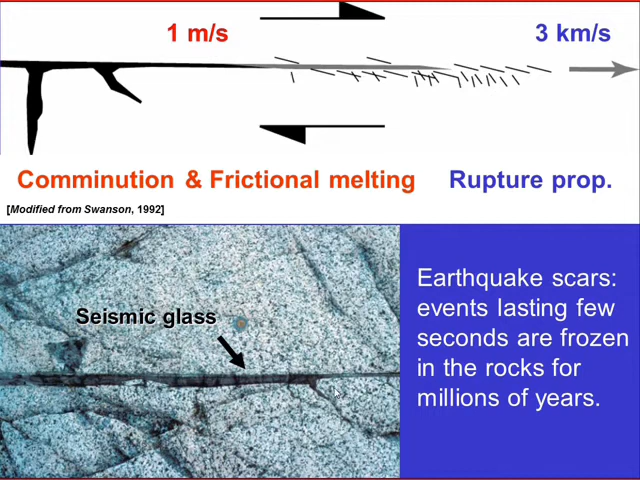 1 m/s
3 km/s
Comminution & Frictional melting
Rupture prop.
[Modified from Swanson, 1992]
Seismic glass
Earthquake scars:
events lasting few
seconds are frozen
in the rocks for
millions of years.